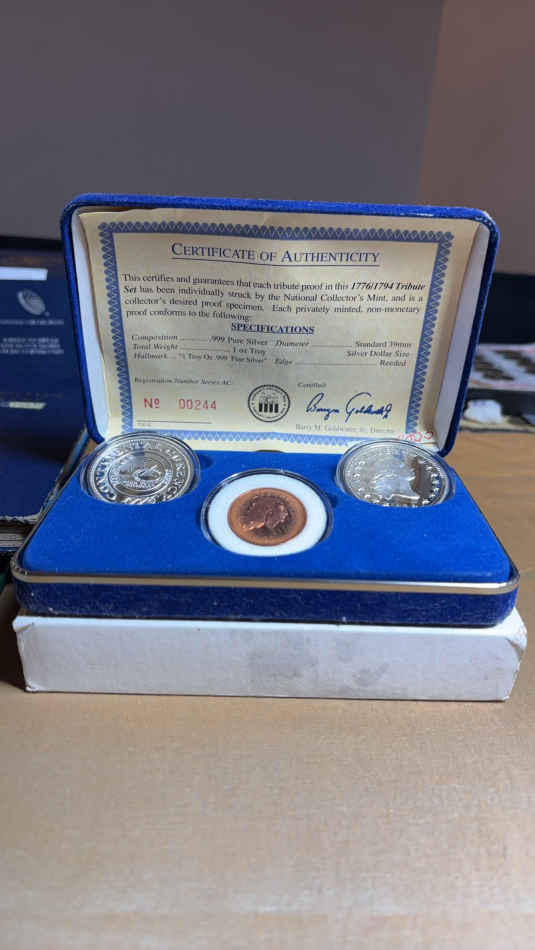 CERTIFICATE OF AUTHENTICITY
This certifies and guarantees that each tribute proof in this 1776/1794 Tribute
Set has been individually struck by the National Collector's Mint, and is a
collector's desired proof specimen. Each privately minted, non-monetary
proof conforms to the following:
SPECIFICATIONS
Composition .999 Pure Silver Diameter Standard 39mm
Total Weight 1 oz Troy Silver Dollar Size
Hallmark "1 Troy Oz .999 Fine Silver" Edge Reeded
Registration Number Series AC: Certified:
Nº 00244
Barry M. Goldwater, Jr., Director